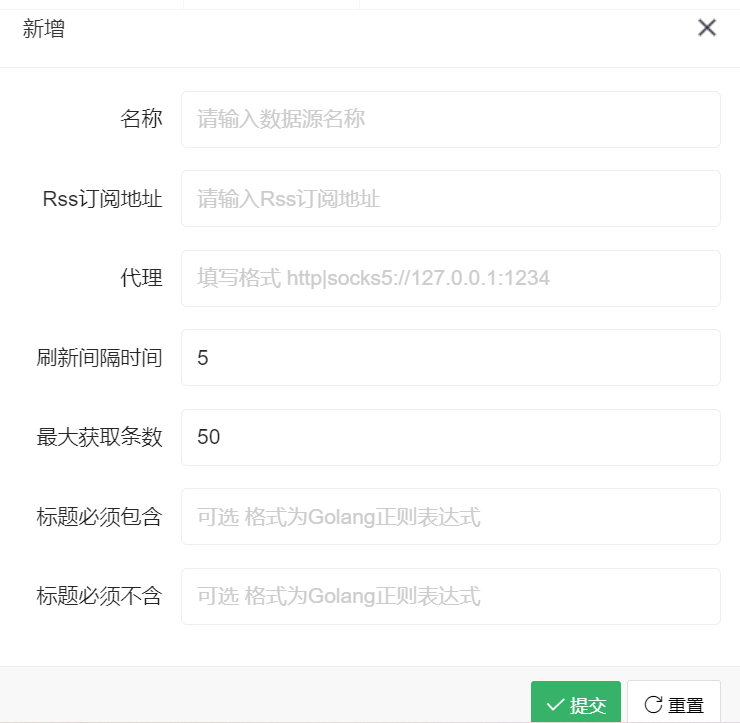 新增
名称 请输入数据源名称
Rss订阅地址 请输入Rss订阅地址
代理 填写格式 http|socks5://127.0.0.1:1234
刷新间隔时间 5
最大获取条数 50
标题必须包含 可选 格式为Golang正则表达式
标题必须不含 可选 格式为Golang正则表达式
提交 重置